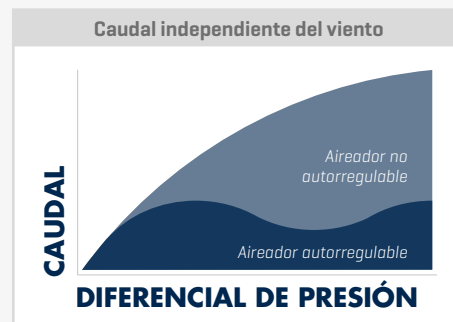 Caudal independiente del viento
CAUDAL
Aireador no
autorregulable
Aireador autorregulable
DIFERENCIAL DE PRESIÓN